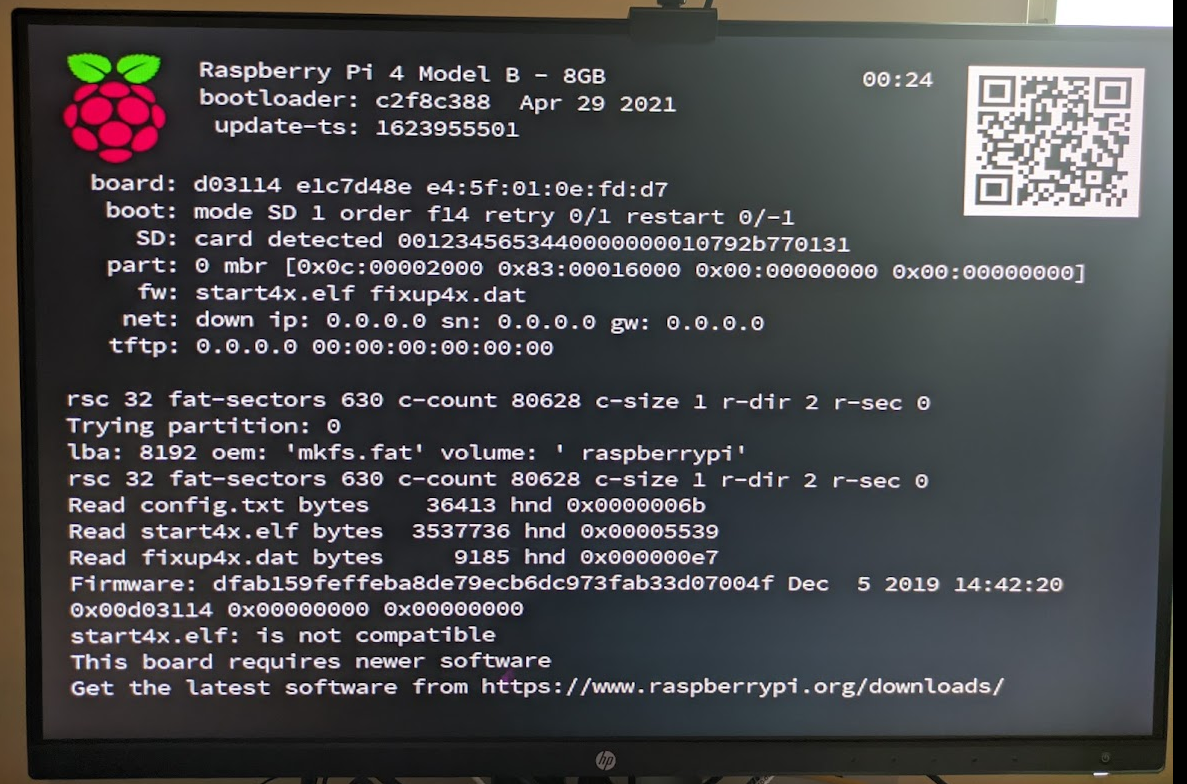 Raspberry Pi 4 Model B - 8GB
00:24
bootloader: c2f8c388 Apr 29 2021
update-ts: 1623955501
board: d03114 e1c7d48e e4:5f:01:0e:fd:d7
boot: mode SD 1 order f14 retry 0/1 restart 0/-1
SD: card detected 00123456534400000000010792b770131
part: 0 mbr [0x0c:00002000 0x83:00016000 0x00:00000000 0x00:00000000]
fw: start4x.elf fixup4x.dat
net: down ip: 0.0.0.0 sn: 0.0.0.0 gw: 0.0.0.0
tftp: 0.0.0.0 00:00:00:00:00:00
rsc 32 fat-sectors 630 c-count 80628 c-size 1 r-dir 2 r-sec 0
Trying partition: 0
lba: 8192 oem: 'mkfs.fat' volume: ' raspberrypi'
rsc 32 fat-sectors 630 c-count 80628 c-size 1 r-dir 2 r-sec 0
Read config.txt bytes 36413 hnd 0x0000006b
Read start4x.elf bytes 3537736 hnd 0x00005539
Read fixup4x.dat bytes 9185 hnd 0x000000e7
Firmware: dfab159feffeba8de79ecb6dc973fab33d07004f Dec 5 2019 14:42:20
0x00d03114 0x00000000 0x00000000
start4x.elf: is not compatible
This board requires newer software
Get the latest software from https://www.raspberrypi.org/downloads/
hp